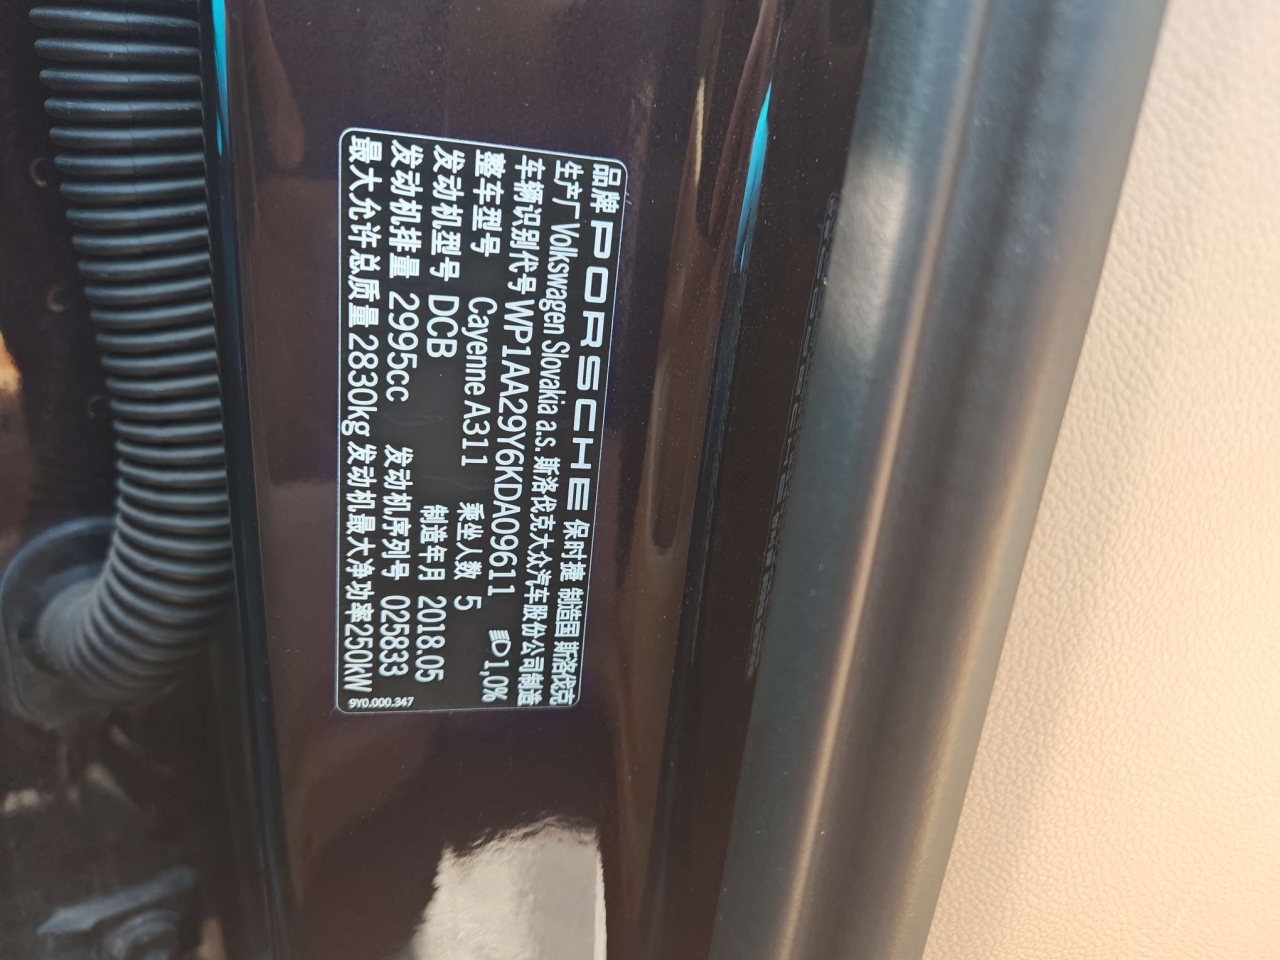 品牌 PORSCHE 保时捷 制造国 斯洛伐克
生产厂 Volkswagen Slovakia a.s. 斯洛伐克大众汽车股份公司制造
车辆识别代号 WP1AA29Y6KDA09611 1,0%
整车型号 Cayenne A311 乘坐人数 5
发动机型号 DCB 制造年月 2018.05
发动机排量 2995cc 发动机序列号 025833
最大允许总质量 2830kg 发动机最大净功率 250kW
9Y0.000.347